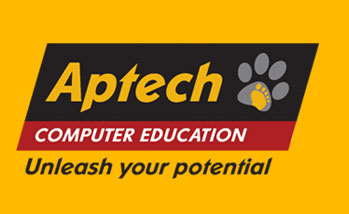 Aptech
COMPUTER EDUCATION
Unleash your potential